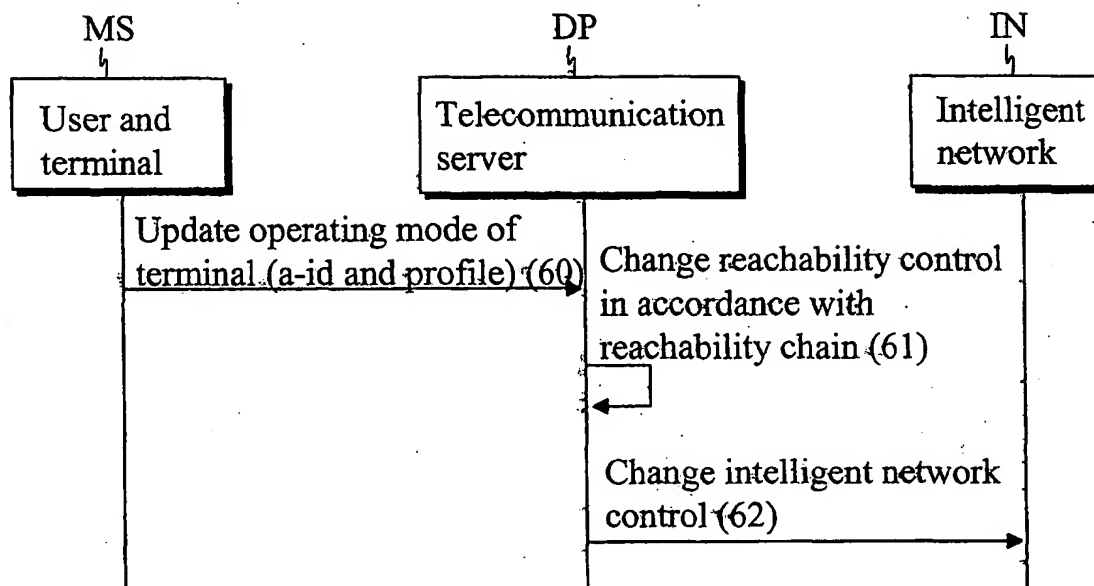 MS
DP
IN
User and
terminal
Telecommunication
server
Intelligent
network
Update operating mode of
terminal (a-id and profile) (60)
Change reachability control
in accordance with
reachability chain (61)
Change intelligent network
control (62)